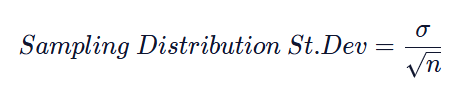 Sampling Distribution St.Dev = σ/√n